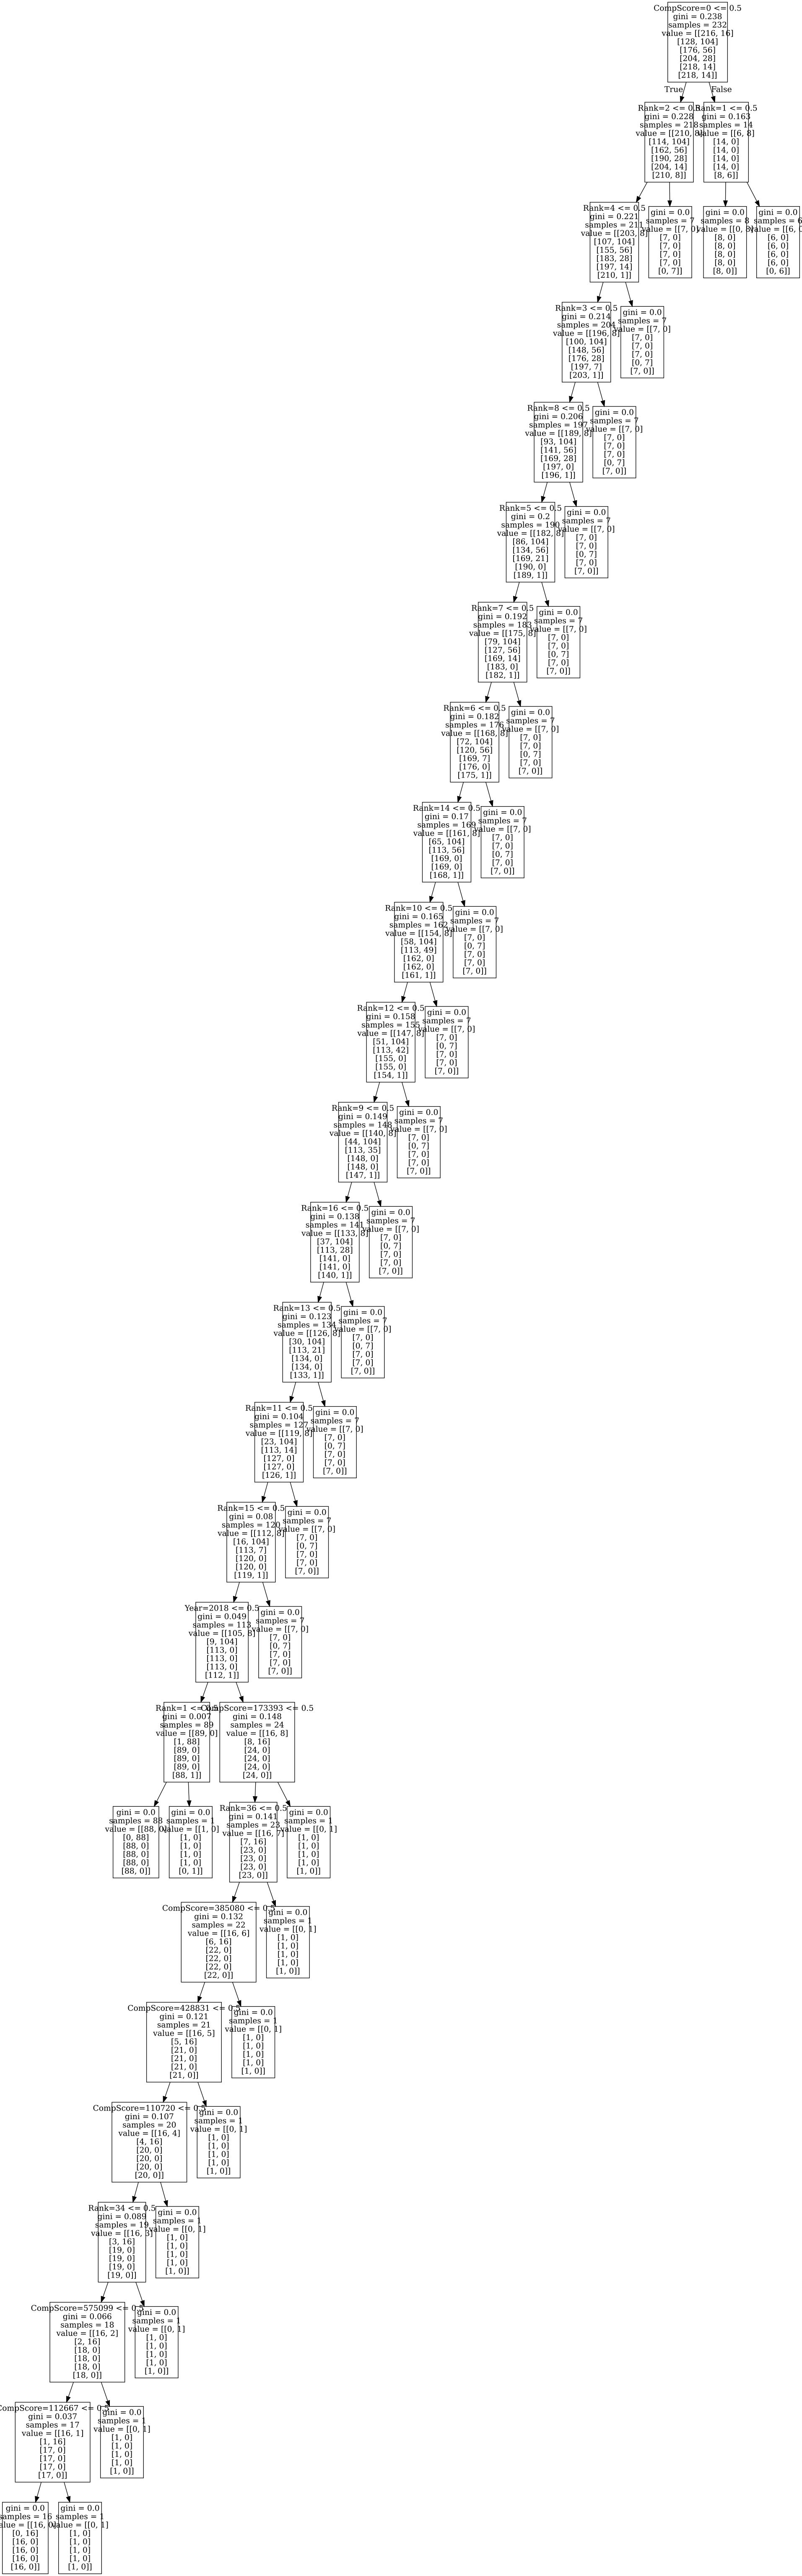 CompScore=0 <= 0.5
gini = 0.238
samples = 232
value = [[216, 16]
[128, 104]
[176, 56]
[204, 28]
[218, 14]
[218, 14]]
True
False
Rank=2 <= 0.5
gini = 0.228
samples = 218
value = [[210, 8]
[114, 104]
[162, 56]
[190, 28]
[204, 14]
[210, 8]]
Rank=1 <= 0.5
gini = 0.163
samples = 14
value = [[6, 8]
[14, 0]
[14, 0]
[14, 0]
[14, 0]
[8, 6]]
Rank=4 <= 0.5
gini = 0.221
samples = 211
value = [[203, 8]
[107, 104]
[155, 56]
[183, 28]
[197, 14]
[210, 1]]
gini = 0.0
samples = 7
value = [[7, 0]
[7, 0]
[7, 0]
[7, 0]
[7, 0]
[0, 7]]
gini = 0.0
samples = 8
value = [[0, 8]
[8, 0]
[8, 0]
[8, 0]
[8, 0]
[8, 0]]
gini = 0.0
samples = 6
value = [[6, 0]
[6, 0]
[6, 0]
[6, 0]
[6, 0]
[0, 6]]
Rank=3 <= 0.5
gini = 0.214
samples = 204
value = [[196, 8]
[100, 104]
[148, 56]
[176, 28]
[197, 7]
[203, 1]]
gini = 0.0
samples = 7
value = [[7, 0]
[7, 0]
[7, 0]
[7, 0]
[0, 7]
[7, 0]]
Rank=8 <= 0.5
gini = 0.206
samples = 197
value = [[189, 8]
[93, 104]
[141, 56]
[169, 28]
[197, 0]
[196, 1]]
gini = 0.0
samples = 7
value = [[7, 0]
[7, 0]
[7, 0]
[7, 0]
[0, 7]
[7, 0]]
Rank=5 <= 0.5
gini = 0.2
samples = 190
value = [[182, 8]
[86, 104]
[134, 56]
[169, 21]
[190, 0]
[189, 1]]
gini = 0.0
samples = 7
value = [[7, 0]
[7, 0]
[7, 0]
[0, 7]
[7, 0]
[7, 0]]
Rank=7 <= 0.5
gini = 0.192
samples = 183
value = [[175, 8]
[79, 104]
[127, 56]
[169, 14]
[183, 0]
[182, 1]]
gini = 0.0
samples = 7
value = [[7, 0]
[7, 0]
[7, 0]
[0, 7]
[7, 0]
[7, 0]]
Rank=6 <= 0.5
gini = 0.182
samples = 176
value = [[168, 8]
[72, 104]
[120, 56]
[169, 7]
[176, 0]
[175, 1]]
gini = 0.0
samples = 7
value = [[7, 0]
[7, 0]
[7, 0]
[0, 7]
[7, 0]
[7, 0]]
Rank=14 <= 0.5
gini = 0.17
samples = 169
value = [[161, 8]
[65, 104]
[113, 56]
[169, 0]
[169, 0]
[168, 1]]
gini = 0.0
samples = 7
value = [[7, 0]
[7, 0]
[7, 0]
[0, 7]
[7, 0]
[7, 0]]
Rank=10 <= 0.5
gini = 0.165
samples = 162
value = [[154, 8]
[58, 104]
[113, 49]
[162, 0]
[162, 0]
[161, 1]]
gini = 0.0
samples = 7
value = [[7, 0]
[7, 0]
[0, 7]
[7, 0]
[7, 0]
[7, 0]]
Rank=12 <= 0.5
gini = 0.158
samples = 155
value = [[147, 8]
[51, 104]
[113, 42]
[155, 0]
[155, 0]
[154, 1]]
gini = 0.0
samples = 7
value = [[7, 0]
[7, 0]
[0, 7]
[7, 0]
[7, 0]
[7, 0]]
Rank=9 <= 0.5
gini = 0.149
samples = 148
value = [[140, 8]
[44, 104]
[113, 35]
[148, 0]
[148, 0]
[147, 1]]
gini = 0.0
samples = 7
value = [[7, 0]
[7, 0]
[0, 7]
[7, 0]
[7, 0]
[7, 0]]
Rank=16 <= 0.5
gini = 0.138
samples = 141
value = [[133, 8]
[37, 104]
[113, 28]
[141, 0]
[141, 0]
[140, 1]]
gini = 0.0
samples = 7
value = [[7, 0]
[7, 0]
[0, 7]
[7, 0]
[7, 0]
[7, 0]]
Rank=13 <= 0.5
gini = 0.123
samples = 134
value = [[126, 8]
[30, 104]
[113, 21]
[134, 0]
[134, 0]
[133, 1]]
gini = 0.0
samples = 7
value = [[7, 0]
[7, 0]
[0, 7]
[7, 0]
[7, 0]
[7, 0]]
Rank=11 <= 0.5
gini = 0.104
samples = 127
value = [[119, 8]
[23, 104]
[113, 14]
[127, 0]
[127, 0]
[126, 1]]
gini = 0.0
samples = 7
value = [[7, 0]
[7, 0]
[0, 7]
[7, 0]
[7, 0]
[7, 0]]
Rank=15 <= 0.5
gini = 0.08
samples = 120
value = [[112, 8]
[16, 104]
[113, 7]
[120, 0]
[120, 0]
[119, 1]]
gini = 0.0
samples = 7
value = [[7, 0]
[7, 0]
[0, 7]
[7, 0]
[7, 0]
[7, 0]]
Year=2018 <= 0.5
gini = 0.049
samples = 113
value = [[105, 8]
[9, 104]
[113, 0]
[113, 0]
[113, 0]
[112, 1]]
gini = 0.0
samples = 7
value = [[7, 0]
[7, 0]
[0, 7]
[7, 0]
[7, 0]
[7, 0]]
Rank=1 <= 0.5
gini = 0.007
samples = 89
value = [[89, 0]
[1, 88]
[89, 0]
[89, 0]
[89, 0]
[88, 1]]
CompScore=173393 <= 0.5
gini = 0.148
samples = 24
value = [[16, 8]
[8, 16]
[24, 0]
[24, 0]
[24, 0]
[24, 0]]
gini = 0.0
samples = 88
value = [[88, 0]
[0, 88]
[88, 0]
[88, 0]
[88, 0]
[88, 0]]
gini = 0.0
samples = 1
value = [[1, 0]
[1, 0]
[1, 0]
[1, 0]
[1, 0]
[0, 1]]
Rank=36 <= 0.5
gini = 0.141
samples = 23
value = [[16, 7]
[7, 16]
[23, 0]
[23, 0]
[23, 0]
[23, 0]]
gini = 0.0
samples = 1
value = [[0, 1]
[1, 0]
[1, 0]
[1, 0]
[1, 0]
[1, 0]]
CompScore=385080 <= 0.5
gini = 0.132
samples = 22
value = [[16, 6]
[6, 16]
[22, 0]
[22, 0]
[22, 0]
[22, 0]]
gini = 0.0
samples = 1
value = [[0, 1]
[1, 0]
[1, 0]
[1, 0]
[1, 0]
[1, 0]]
CompScore=428831 <= 0.5
gini = 0.121
samples = 21
value = [[16, 5]
[5, 16]
[21, 0]
[21, 0]
[21, 0]
[21, 0]]
gini = 0.0
samples = 1
value = [[0, 1]
[1, 0]
[1, 0]
[1, 0]
[1, 0]
[1, 0]]
CompScore=110720 <= 0.5
gini = 0.107
samples = 20
value = [[16, 4]
[4, 16]
[20, 0]
[20, 0]
[20, 0]
[20, 0]]
gini = 0.0
samples = 1
value = [[0, 1]
[1, 0]
[1, 0]
[1, 0]
[1, 0]
[1, 0]]
Rank=34 <= 0.5
gini = 0.089
samples = 19
value = [[16, 3]
[3, 16]
[19, 0]
[19, 0]
[19, 0]
[19, 0]]
gini = 0.0
samples = 1
value = [[0, 1]
[1, 0]
[1, 0]
[1, 0]
[1, 0]
[1, 0]]
CompScore=575099 <= 0.5
gini = 0.066
samples = 18
value = [[16, 2]
[2, 16]
[18, 0]
[18, 0]
[18, 0]
[18, 0]]
gini = 0.0
samples = 1
value = [[0, 1]
[1, 0]
[1, 0]
[1, 0]
[1, 0]
[1, 0]]
CompScore=112667 <= 0.5
gini = 0.037
samples = 17
value = [[16, 1]
[1, 16]
[17, 0]
[17, 0]
[17, 0]
[17, 0]]
gini = 0.0
samples = 1
value = [[0, 1]
[1, 0]
[1, 0]
[1, 0]
[1, 0]
[1, 0]]
gini = 0.0
samples = 16
value = [[16, 0]
[0, 16]
[16, 0]
[16, 0]
[16, 0]
[16, 0]]
gini = 0.0
samples = 1
value = [[0, 1]
[1, 0]
[1, 0]
[1, 0]
[1, 0]
[1, 0]]